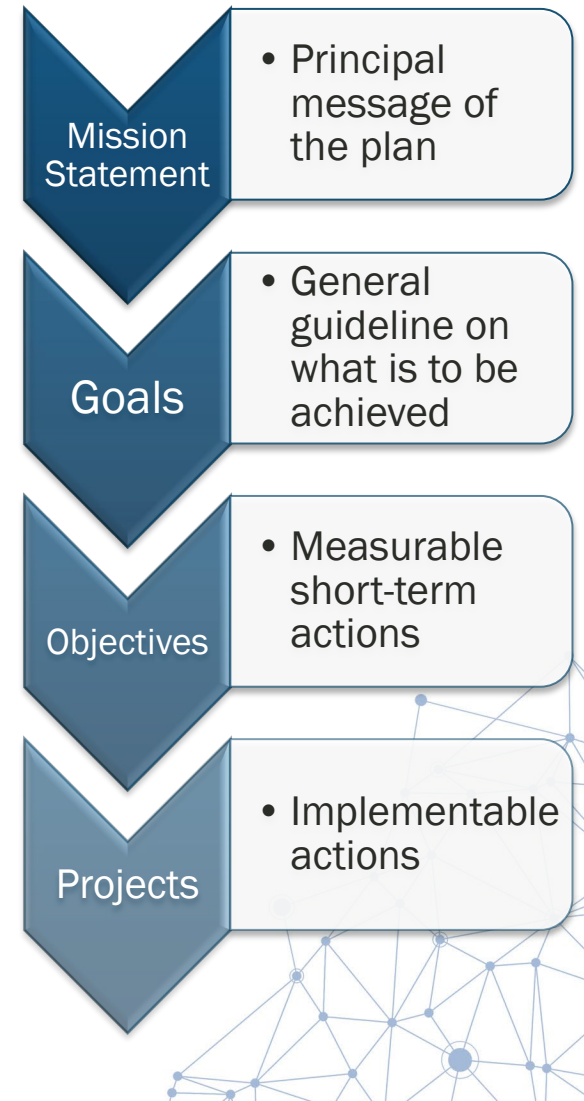 Mission
Statement
• Principal
message of
the plan
Goals
• General
guideline on
what is to be
achieved
Objectives
• Measurable
short-term
actions
Projects
• Implementable
actions